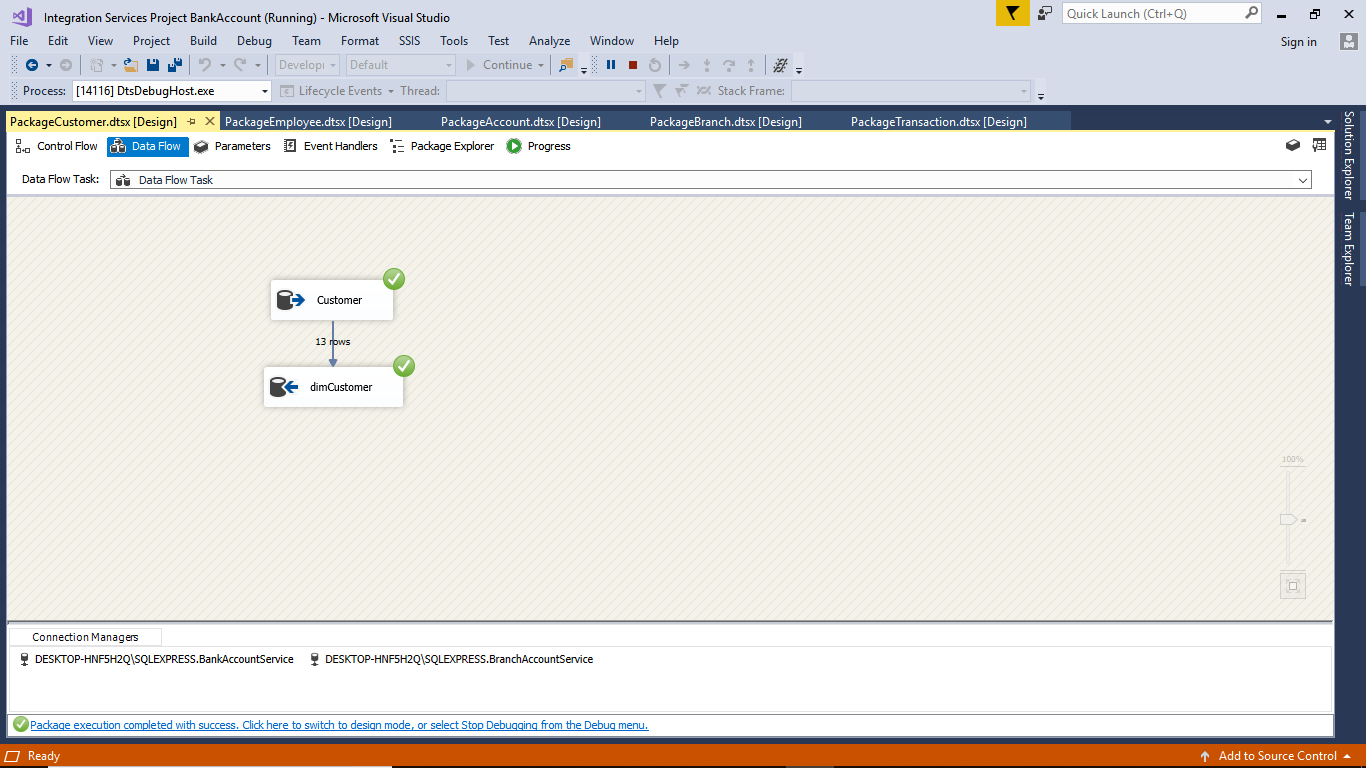 Integration Services Project BankAccount (Running) - Microsoft Visual Studio
Quick Launch (Ctrl+Q)
File Edit View Project Build Debug Team Format SSIS Tools Test Analyze Window Help
Sign in
Default Continue
Process: [14116] DtsDebugHost.exe Lifecycle Events Thread: Stack Frame:
PackageCustomer.dtsx [Design] PackageEmployee.dtsx [Design] PackageAccount.dtsx [Design] PackageBranch.dtsx [Design] PackageTransaction.dtsx [Design]
Control Flow Data Flow Parameters Event Handlers Package Explorer Progress
Data Flow Task: Data Flow Task
Solution Explorer
Team Explorer
Customer
13 rows
dimCustomer
100%
Connection Managers
DESKTOP-HNF5H2Q\SQLEXPRESS.BankAccountService DESKTOP-HNF5H2Q\SQLEXPRESS.BranchAccountService
Package execution completed with success. Click here to switch to design mode, or select Stop Debugging from the Debug menu.
Ready
Add to Source Control